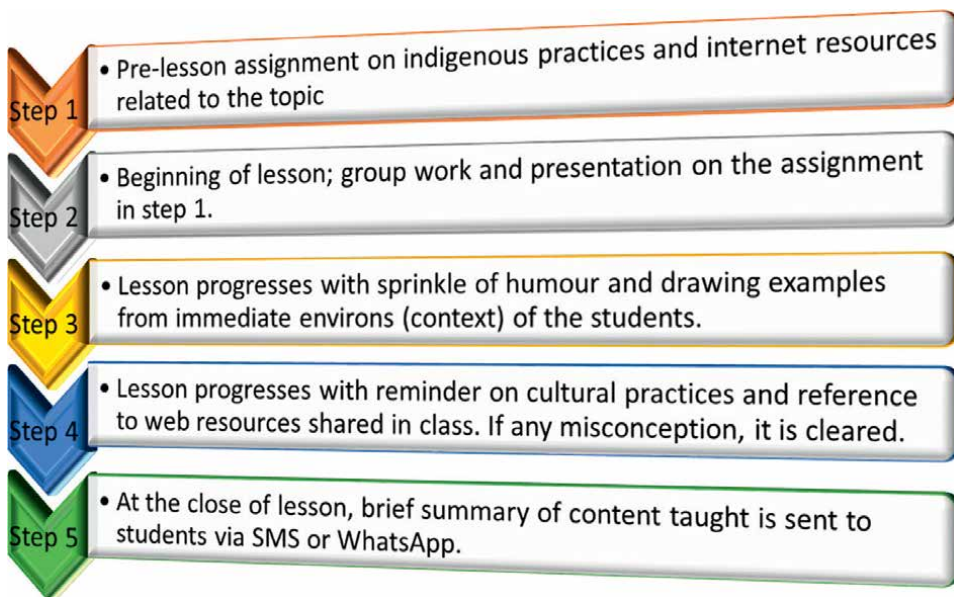 Step 1
• Pre-lesson assignment on indigenous practices and internet resources
related to the topic
Step 2
• Beginning of lesson; group work and presentation on the assignment
in step 1.
Step 3
• Lesson progresses with sprinkle of humour and drawing examples
from immediate environs (context) of the students.
Step 4
• Lesson progresses with reminder on cultural practices and reference
to web resources shared in class. If any misconception, it is cleared.
Step 5
• At the close of lesson, brief summary of content taught is sent to
students via SMS or WhatsApp.